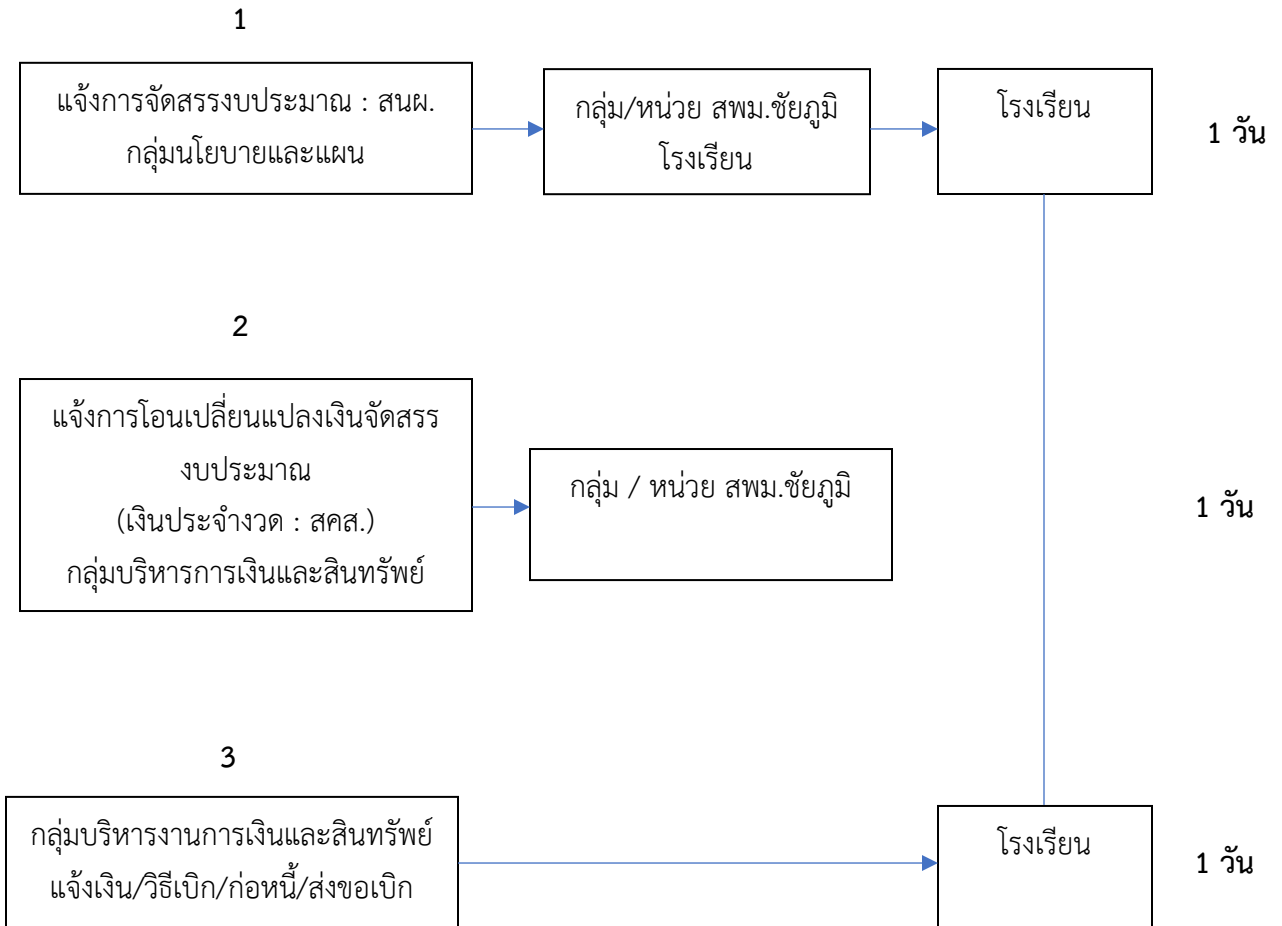 1
แจ้งการจัดสรรงบประมาณ : สนผ.
กลุ่มนโยบายและแผน
กลุ่ม/หน่วย สพม.ชัยภูมิ
โรงเรียน
โรงเรียน
1 วัน
2
แจ้งการโอนเปลี่ยนแปลงเงินจัดสรร
งบประมาณ
(เงินประจำงวด : สคส.)
กลุ่มบริหารการเงินและสินทรัพย์
กลุ่ม / หน่วย สพม.ชัยภูมิ
1 วัน
3
กลุ่มบริหารงานการเงินและสินทรัพย์
แจ้งเงิน/วิธีเบิก/ก่อหนี้/ส่งขอเบิก
โรงเรียน
1 วัน